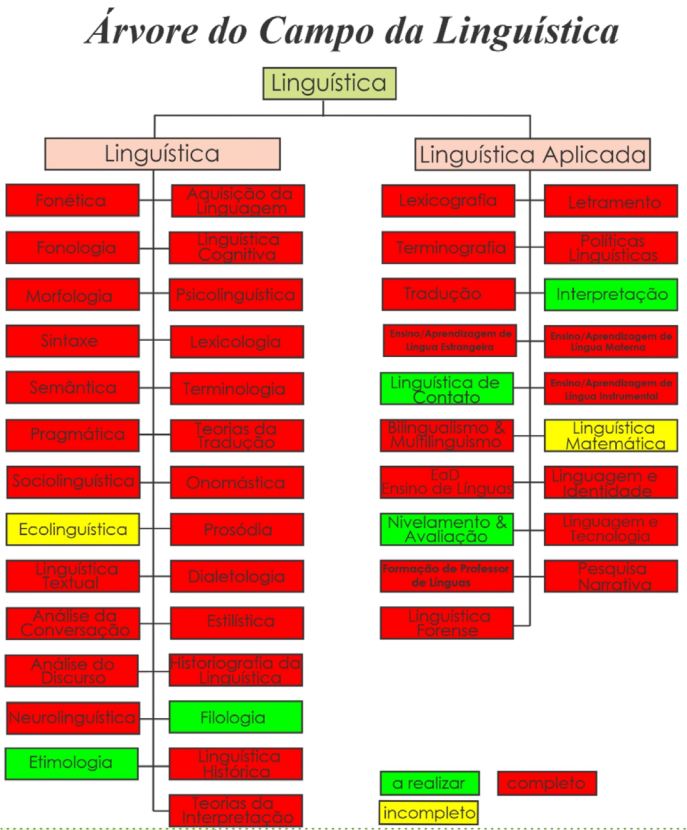 Árvore do Campo da Linguística
Linguística
Linguística
Fonética
Aquisição da
Linguagem
Fonologia
Linguística
Cognitiva
Morfologia
Psicolinguística
Sintaxe
Lexicologia
Semântica
Terminologia
Pragmática
Teorias da
Tradução
Sociolinguística
Onomástica
Ecolinguística
Prosódia
Linguística
Textual
Dialetologia
Análise da
Conversação
Estilística
Análise do
Discurso
Historiografia da
Linguística
Neurolinguística
Filologia
Etimologia
Linguística
Histórica
Teorias da
Interpretação
Linguística Aplicada
Lexicografia
Letramento
Terminografia
Políticas
Linguísticas
Tradução
Interpretação
Ensino/Aprendizagem de
Língua Estrangeira
Ensino/Aprendizagem de
Língua Materna
Linguística de
Contato
Ensino/Aprendizagem de
Língua Instrumental
Bilingualismo &
Multilinguismo
Linguística
Matemática
EaD
Ensino de Línguas
Linguagem e
Identidade
Nivelamento &
Avaliação
Linguagem e
Tecnologia
Formação de Professor
de Línguas
Pesquisa
Narrativa
Linguística
Forense
a realizar
completo
incompleto